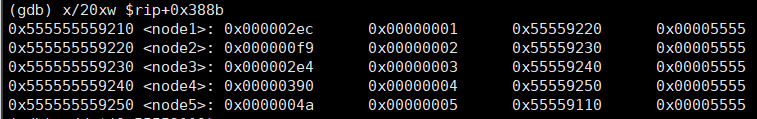 (gdb) x/20xw $rip+0x388b
0x555555559210 <node1>: 0x000002ec 0x00000001 0x55559220 0x00005555
0x555555559220 <node2>: 0x000000f9 0x00000002 0x55559230 0x00005555
0x555555559230 <node3>: 0x000002e4 0x00000003 0x55559240 0x00005555
0x555555559240 <node4>: 0x00000390 0x00000004 0x55559250 0x00005555
0x555555559250 <node5>: 0x0000004a 0x00000005 0x55559110 0x00005555